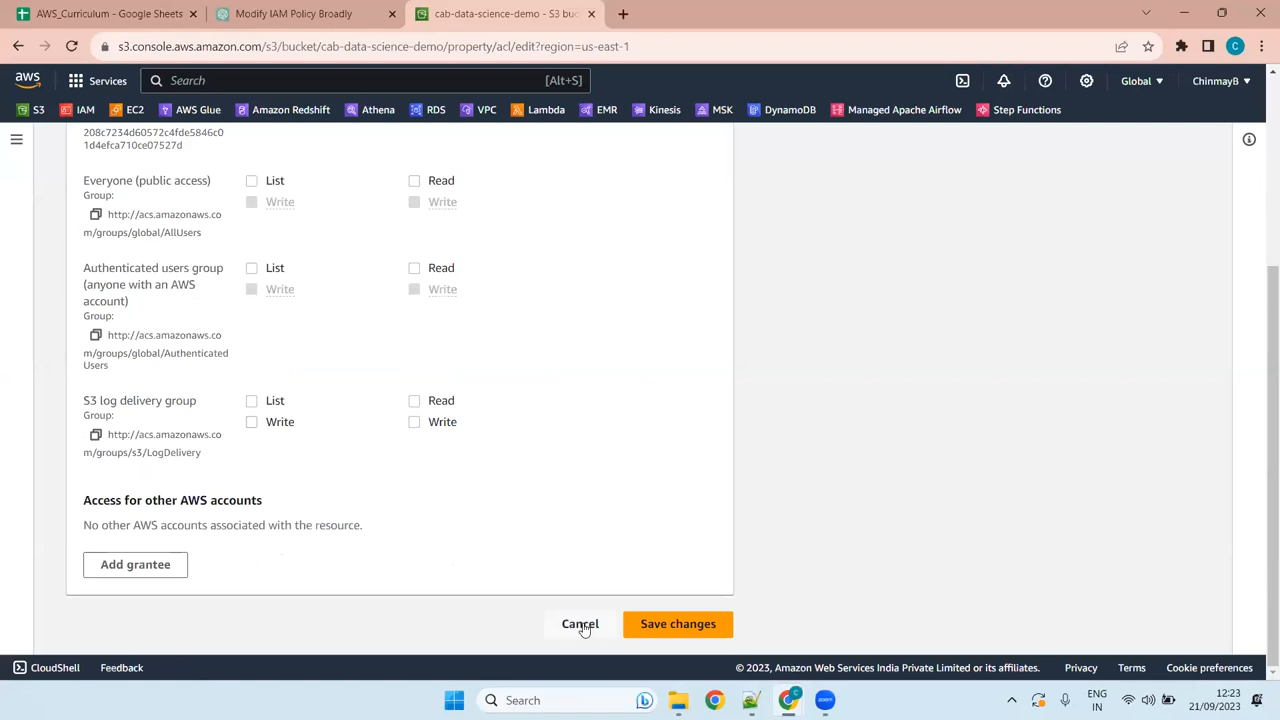 AWS_Curriculum - Google Sheets
Modify IAM Policy Broadly
cab-data-science-demo - S3 buc
s3.console.aws.amazon.com/s3/bucket/cab-data-science-demo/property/acl/edit?region=us-east-1
C
aws
Services
Search
[Alt+S]
Global
ChinmayB
S3
IAM
EC2
AWS Glue
Amazon Redshift
Athena
RDS
VPC
Lambda
EMR
Kinesis
MSK
DynamoDB
Managed Apache Airflow
Step Functions
208c7234d60572c4fde5846c0
1d4efca710ce07527d
Everyone (public access)
Group:
http://acs.amazonaws.co
m/groups/global/AllUsers
List
Read
Write
Write
Authenticated users group
(anyone with an AWS
account)
Group:
http://acs.amazonaws.co
m/groups/global/Authenticated
Users
List
Read
Write
Write
S3 log delivery group
Group:
http://acs.amazonaws.co
m/groups/s3/LogDelivery
List
Read
Write
Write
Access for other AWS accounts
No other AWS accounts associated with the resource.
Add grantee
Cancel
Save changes
CloudShell
Feedback
© 2023, Amazon Web Services India Private Limited or its affiliates.
Privacy
Terms
Cookie preferences
Search
C
zoom
ENG
IN
12:23
21/09/2023